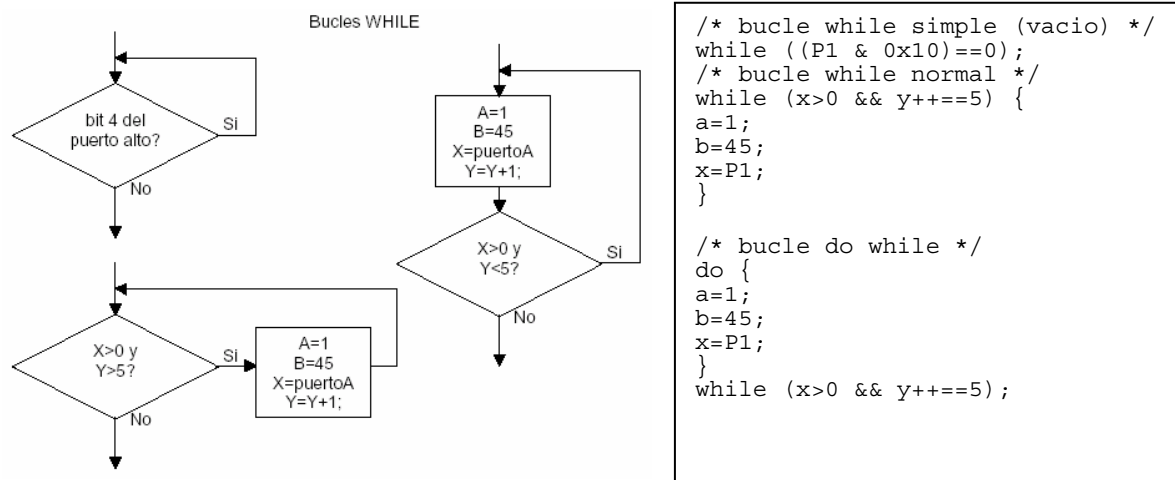 Bucles WHILE
bit 4 del
puerto alto?
Si
No
A=1
B=45
X=puertoA
Y=Y+1;
X>0 y
Y<5?
Si
No
X>0 y
Y>5?
Si
No
A=1
B=45
X=puertoA
Y=Y+1;
/* bucle while simple (vacio) */
while ((P1 & 0x10)==0);
/* bucle while normal */
while (x>0 && y++==5) {
a=1;
b=45;
x=P1;
}
/* bucle do while */
do {
a=1;
b=45;
x=P1;
}
while (x>0 && y++==5);